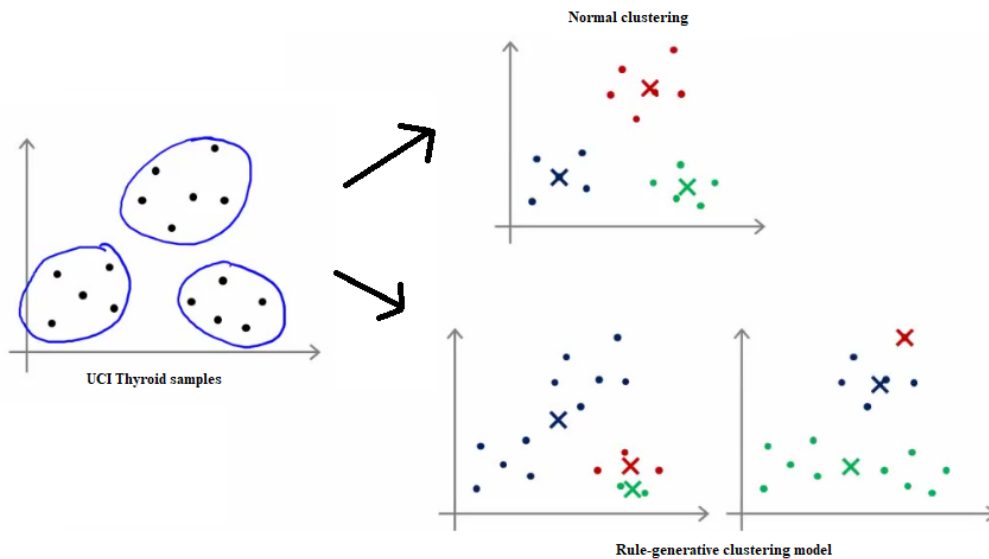 Normal clustering
UCI Thyroid samples
Rule-generative clustering model